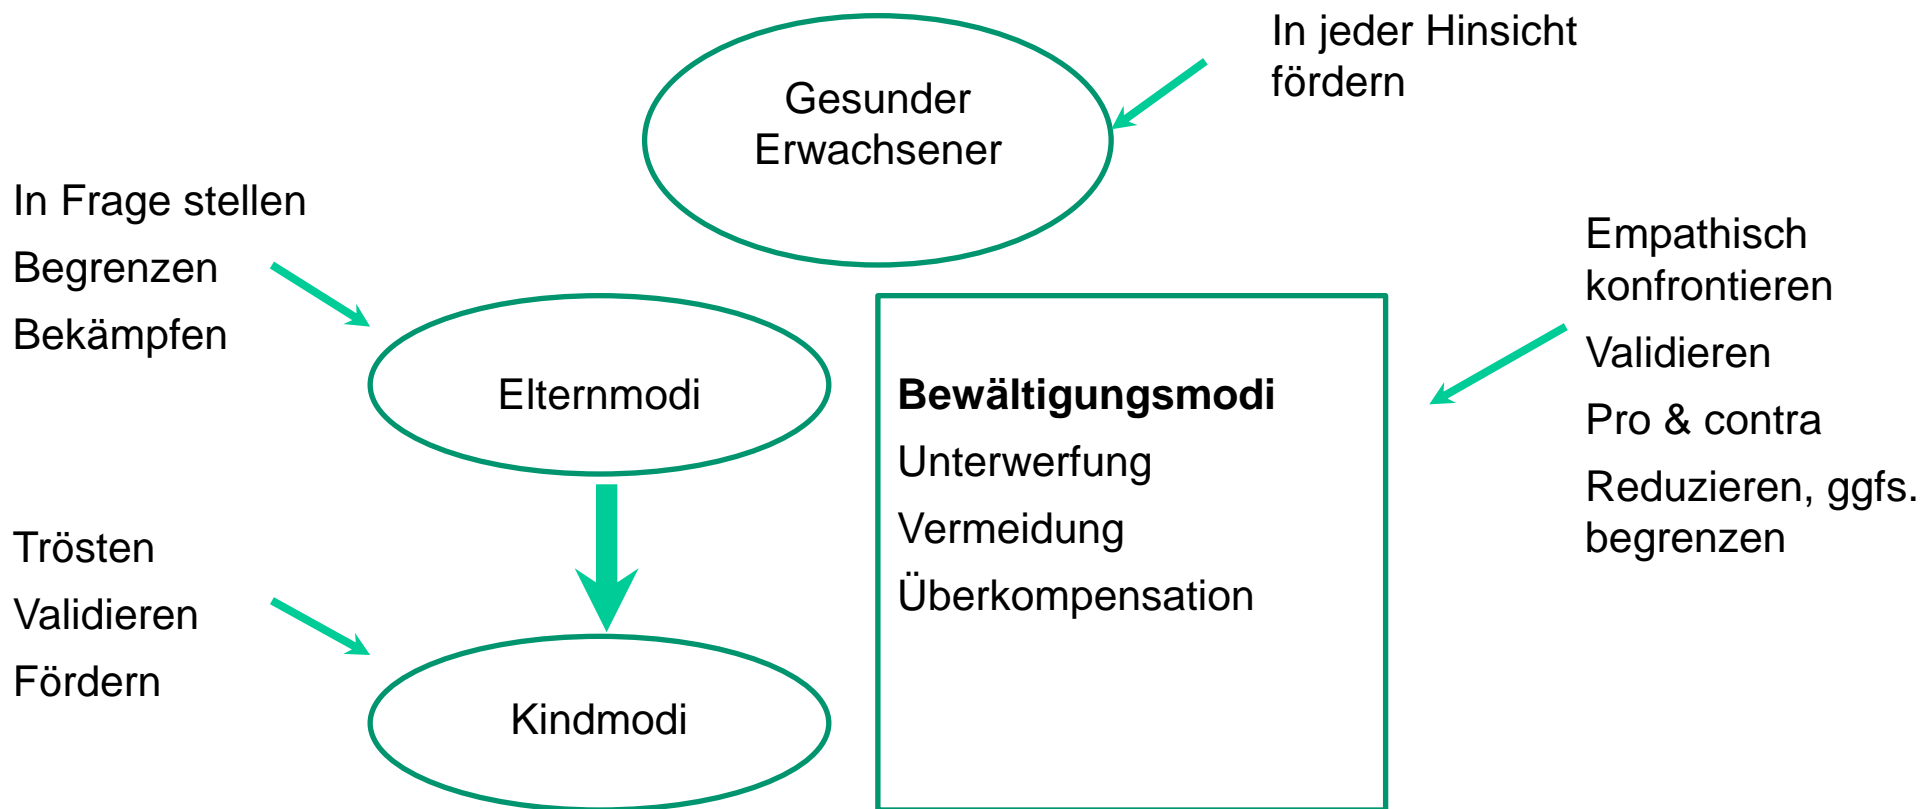 In jeder Hinsicht
fördern
Gesunder
Erwachsener
In Frage stellen
Begrenzen
Bekämpfen
Elternmodi
Trösten
Validieren
Fördern
Kindmodi
Bewältigungsmodi
Unterwerfung
Vermeidung
Überkompensation
Empathisch
konfrontieren
Validieren
Pro & contra
Reduzieren, ggfs.
begrenzen